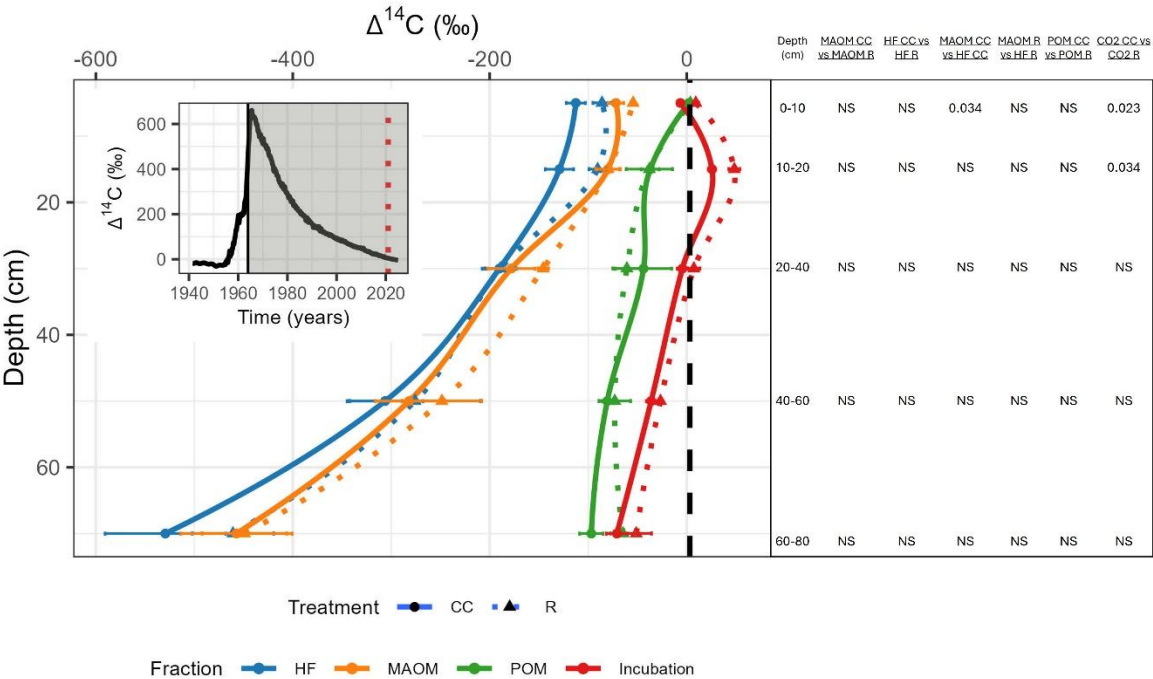 Δ¹⁴C (‰)
-600 -400 -200 0
Depth (cm)
20
40
60
Δ¹⁴C (‰)
600
400
200
0
1940 1960 1980 2000 2020
Time (years)
Depth (cm) MAOM CC vs MAOM R HF CC vs HF R MAOM CC vs HF CC MAOM R vs HF R POM CC vs POM R CO2 CC vs CO2 R
0-10 NS NS 0.034 NS NS 0.023
10-20 NS NS NS NS NS 0.034
20-40 NS NS NS NS NS NS
40-60 NS NS NS NS NS NS
60-80 NS NS NS NS NS NS
Treatment CC R
Fraction HF MAOM POM Incubation